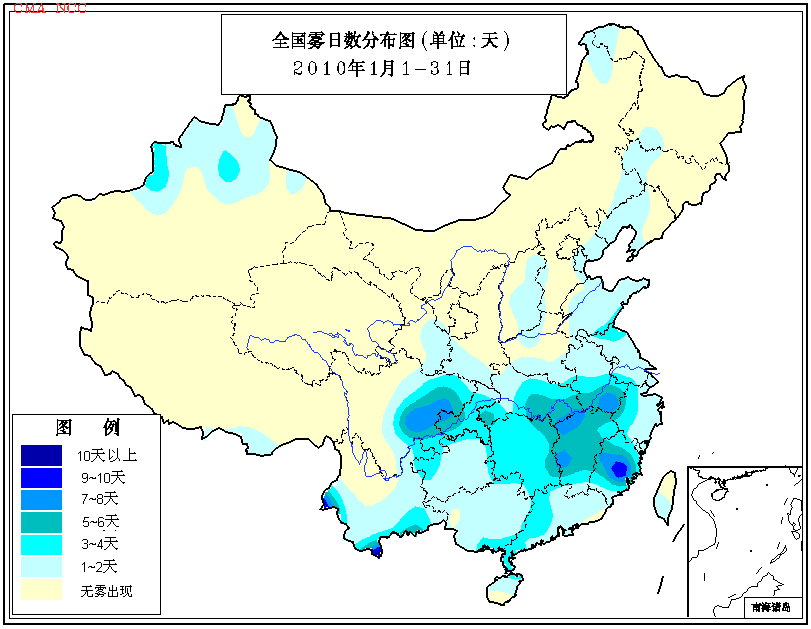 CMA NCC
全国雾日数分布图(单位:天)
2010年1月1-31日
图 例
10天以上
9~10天
7~8天
5~6天
3~4天
1~2天
无雾出现
南海诸岛